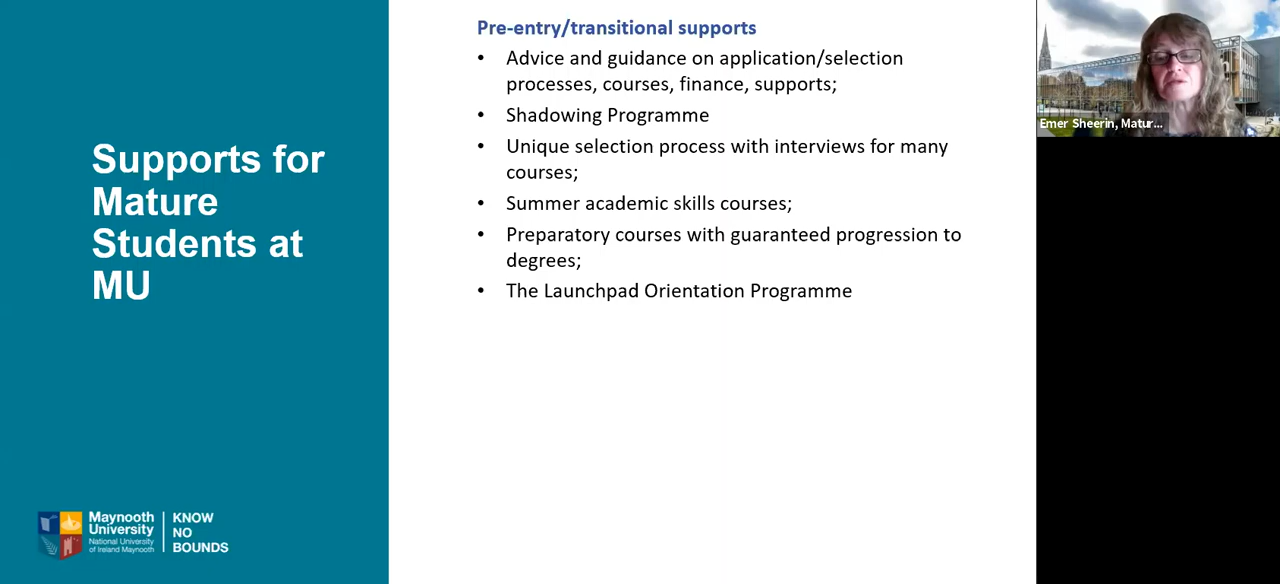 Supports for
Mature
Students at
MU
Maynooth
University
National University
of Ireland Maynooth
KNOW
NO
BOUNDS
Pre-entry/transitional supports
• Advice and guidance on application/selection
processes, courses, finance, supports;
• Shadowing Programme
• Unique selection process with interviews for many
courses;
• Summer academic skills courses;
• Preparatory courses with guaranteed progression to
degrees;
• The Launchpad Orientation Programme
Emer Sheerin, Matur...